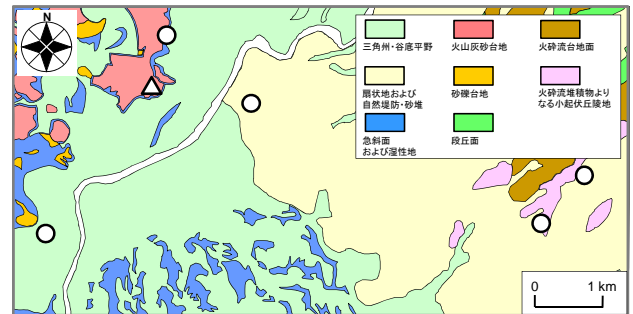 N
三角州・谷底平野
火山灰砂台地
火砕流台地面
扇状地および
自然堤防・砂堆
砂礫台地
火砕流堆積物より
なる小起伏丘陵地
急斜面
および湿性地
段丘面
0
1 km